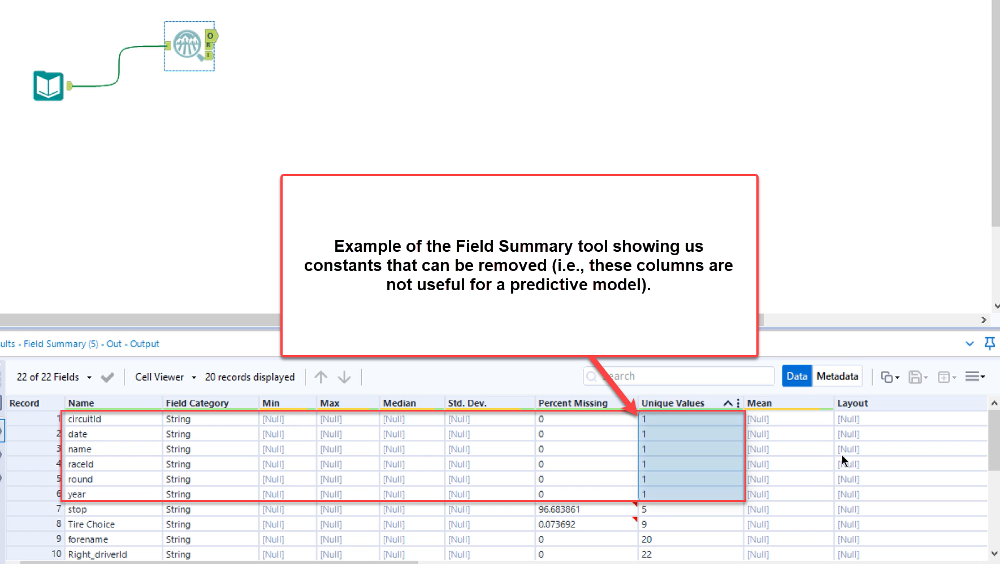 O
R
I
Example of the Field Summary tool showing us
constants that can be removed (i.e., these columns are
not useful for a predictive model).
ults - Field Summary (5) - Out - Output
22 of 22 Fields Cell Viewer 20 records displayed Search Data Metadata
Record Name Field Category Min Max Median Std. Dev. Percent Missing Unique Values Mean Layout
1 circuitId String [Null] [Null] [Null] [Null] 0 1 [Null] [Null]
2 date String [Null] [Null] [Null] [Null] 0 1 [Null] [Null]
3 name String [Null] [Null] [Null] [Null] 0 1 [Null] [Null]
4 raceId String [Null] [Null] [Null] [Null] 0 1 [Null] [Null]
5 round String [Null] [Null] [Null] [Null] 0 1 [Null] [Null]
6 year String [Null] [Null] [Null] [Null] 0 1 [Null] [Null]
7 stop String [Null] [Null] [Null] [Null] 96.683861 5 [Null] [Null]
8 Tire Choice String [Null] [Null] [Null] [Null] 0.073692 9 [Null] [Null]
9 forename String [Null] [Null] [Null] [Null] 0 20 [Null] [Null]
10 Right_driverId String [Null] [Null] [Null] [Null] 0 22 [Null] [Null]